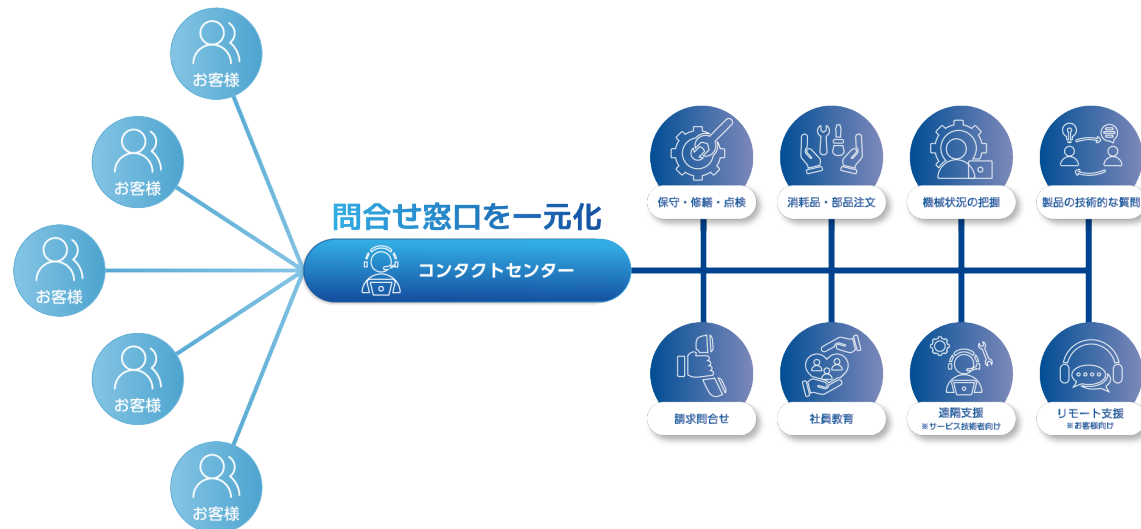 お客様
お客様
お客様
お客様
お客様
問合せ窓口を一元化
コンタクトセンター
保守・修繕・点検
消耗品・部品注文
機械状況の把握
製品の技術的な質問
請求問合せ
社員教育
遠隔支援
※サービス技術者向け
リモート支援
※お客様向け